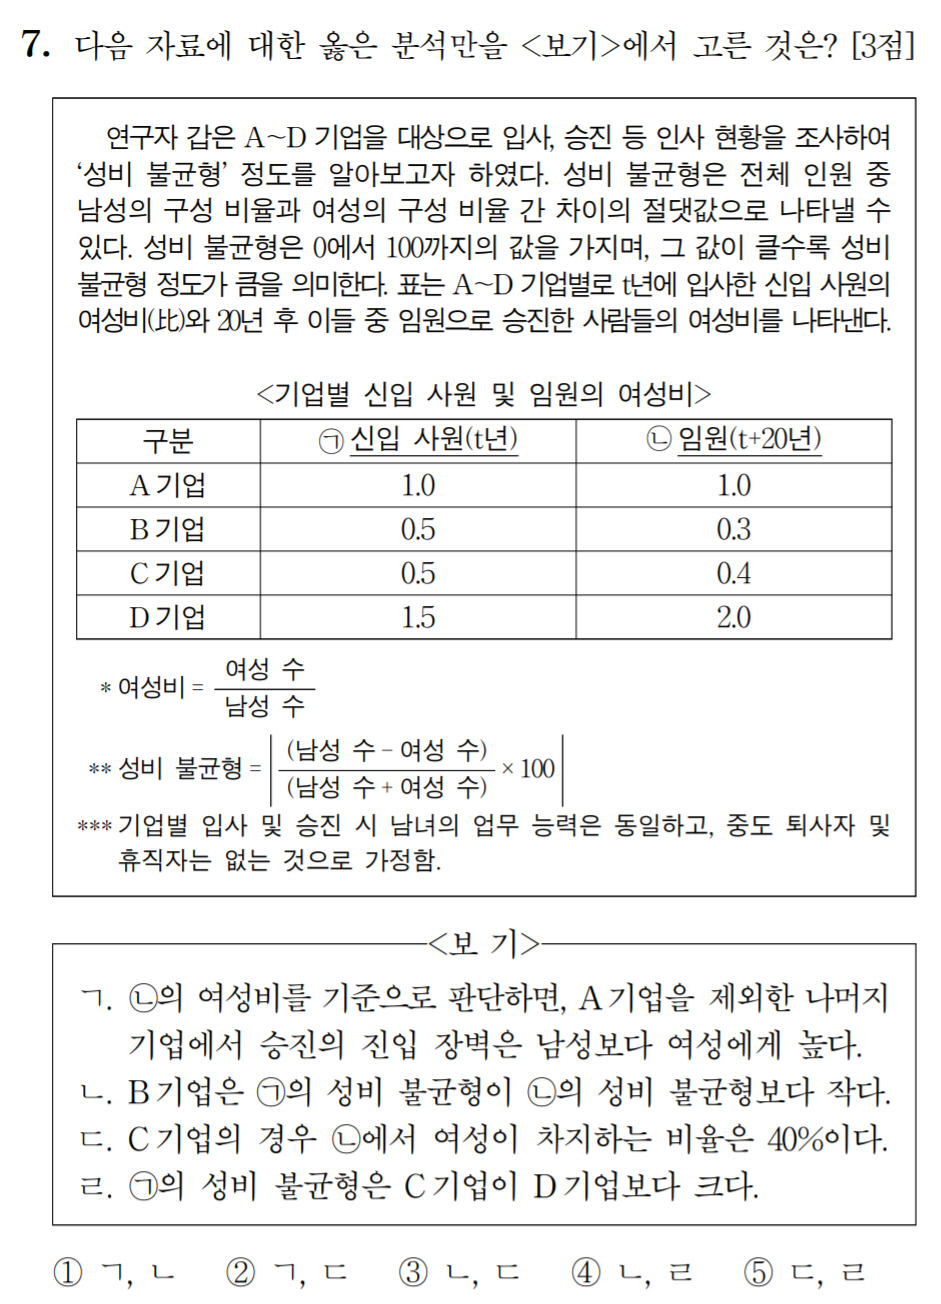 7. 다음 자료에 대한 옳은 분석만을 <보기>에서 고른 것은? [3점]
연구자 갑은 A~D 기업을 대상으로 입사, 승진 등 인사 현황을 조사하여
‘성비 불균형’ 정도를 알아보고자 하였다. 성비 불균형은 전체 인원 중
남성의 구성 비율과 여성의 구성 비율 간 차이의 절댓값으로 나타낼 수
있다. 성비 불균형은 0에서 100까지의 값을 가지며, 그 값이 클수록 성비
불균형 정도가 큼을 의미한다. 표는 A~D 기업별로 t년에 입사한 신입 사원의
여성비(比)와 20년 후 이들 중 임원으로 승진한 사람들의 여성비를 나타낸다.
<기업별 신입 사원 및 임원의 여성비>
구분 ㉠ 신입 사원(t년) ㉡ 임원(t+20년)
A 기업 1.0 1.0
B 기업 0.5 0.3
C 기업 0.5 0.4
D 기업 1.5 2.0
* 여성비 = 여성 수 / 남성 수
** 성비 불균형 = | (남성 수 - 여성 수) / (남성 수 + 여성 수) × 100 |
*** 기업별 입사 및 승진 시 남녀의 업무 능력은 동일하고, 중도 퇴사자 및
휴직자는 없는 것으로 가정함.
<보 기>
ㄱ. ㉡의 여성비를 기준으로 판단하면, A 기업을 제외한 나머지
기업에서 승진의 진입 장벽은 남성보다 여성에게 높다.
ㄴ. B 기업은 ㉠의 성비 불균형이 ㉡의 성비 불균형보다 작다.
ㄷ. C 기업의 경우 ㉡에서 여성이 차지하는 비율은 40%이다.
ㄹ. ㉠의 성비 불균형은 C 기업이 D 기업보다 크다.
① ㄱ, ㄴ ② ㄱ, ㄷ ③ ㄴ, ㄷ ④ ㄴ, ㄹ ⑤ ㄷ, ㄹ